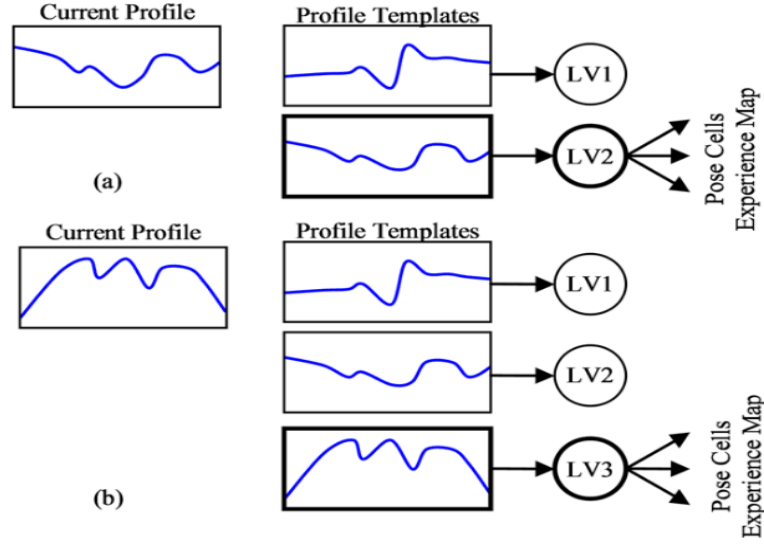 Current Profile
Profile Templates
LV1
LV2
Pose Cells
Experience Map
(a)
Current Profile
Profile Templates
LV1
LV2
LV3
Pose Cells
Experience Map
(b)